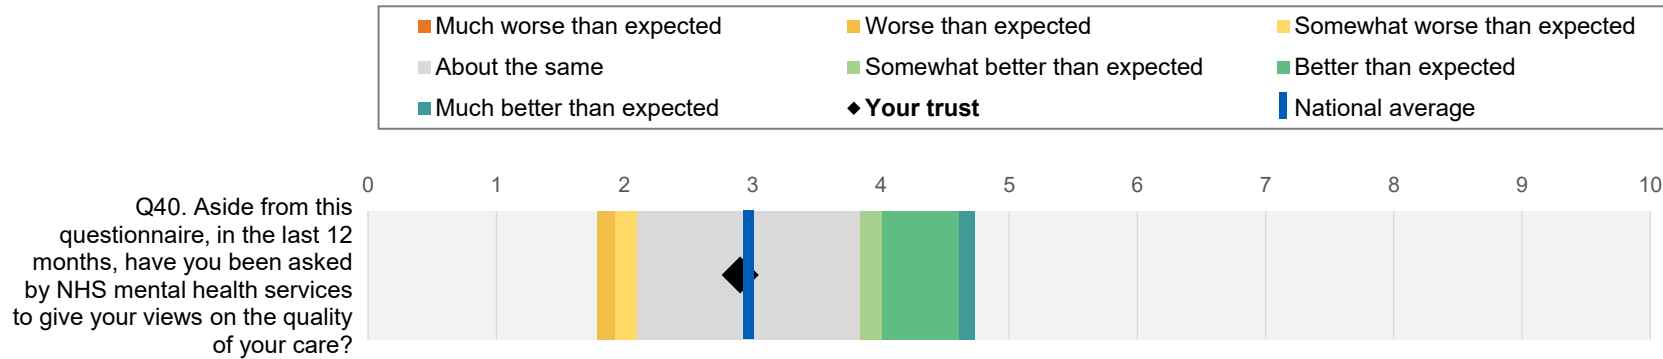 Much worse than expected Worse than expected Somewhat worse than expected
About the same Somewhat better than expected Better than expected
Much better than expected Your trust National average
0 1 2 3 4 5 6 7 8 9 10
Q40. Aside from this
questionnaire, in the last 12
months, have you been asked
by NHS mental health services
to give your views on the quality
of your care?